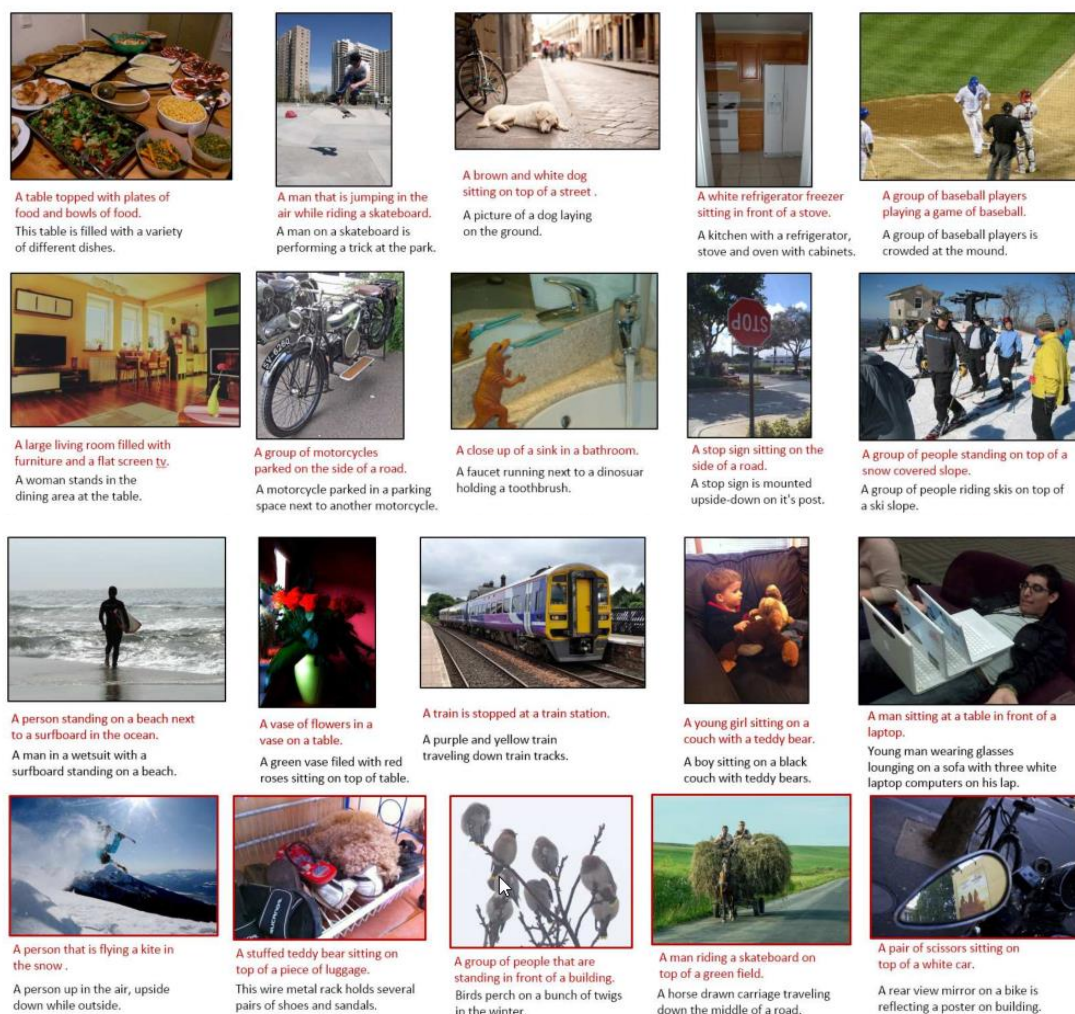 A table topped with plates of
food and bowls of food.
This table is filled with a variety
of different dishes.
A man that is jumping in the
air while riding a skateboard.
A man on a skateboard is
performing a trick at the park.
A brown and white dog
sitting on top of a street .
A picture of a dog laying
on the ground.
A white refrigerator freezer
sitting in front of a stove.
A kitchen with a refrigerator,
stove and oven with cabinets.
A group of baseball players
playing a game of baseball.
A group of baseball players is
crowded at the mound.
STOP
A large living room filled with
furniture and a flat screen tv.
A woman stands in the
dining area at the table.
A group of motorcycles
parked on the side of a road.
A motorcycle parked in a parking
space next to another motorcycle.
A close up of a sink in a bathroom.
A faucet running next to a dinosuar
holding a toothbrush.
A stop sign sitting on the
side of a road.
A stop sign is mounted
upside-down on it's post.
A group of people standing on top of a
snow covered slope.
A group of people riding skis on top of
a ski slope.
A person standing on a beach next
to a surfboard in the ocean.
A man in a wetsuit with a
surfboard standing on a beach.
A vase of flowers in a
vase on a table.
A green vase filed with red
roses sitting on top of table.
A train is stopped at a train station.
A purple and yellow train
traveling down train tracks.
A young girl sitting on a
couch with a teddy bear.
A boy sitting on a black
couch with teddy bears.
A man sitting at a table in front of a
laptop.
Young man wearing glasses
lounging on a sofa with three white
laptop computers on his lap.
A person that is flying a kite in
the snow .
A person up in the air, upside
down while outside.
A stuffed teddy bear sitting on
top of a piece of luggage.
This wire metal rack holds several
pairs of shoes and sandals.
A group of people that are
standing in front of a building.
Birds perch on a bunch of twigs
in the winter.
A man riding a skateboard on
top of a green field.
A horse drawn carriage traveling
down the middle of a road.
A pair of scissors sitting on
top of a white car.
A rear view mirror on a bike is
reflecting a poster on building.